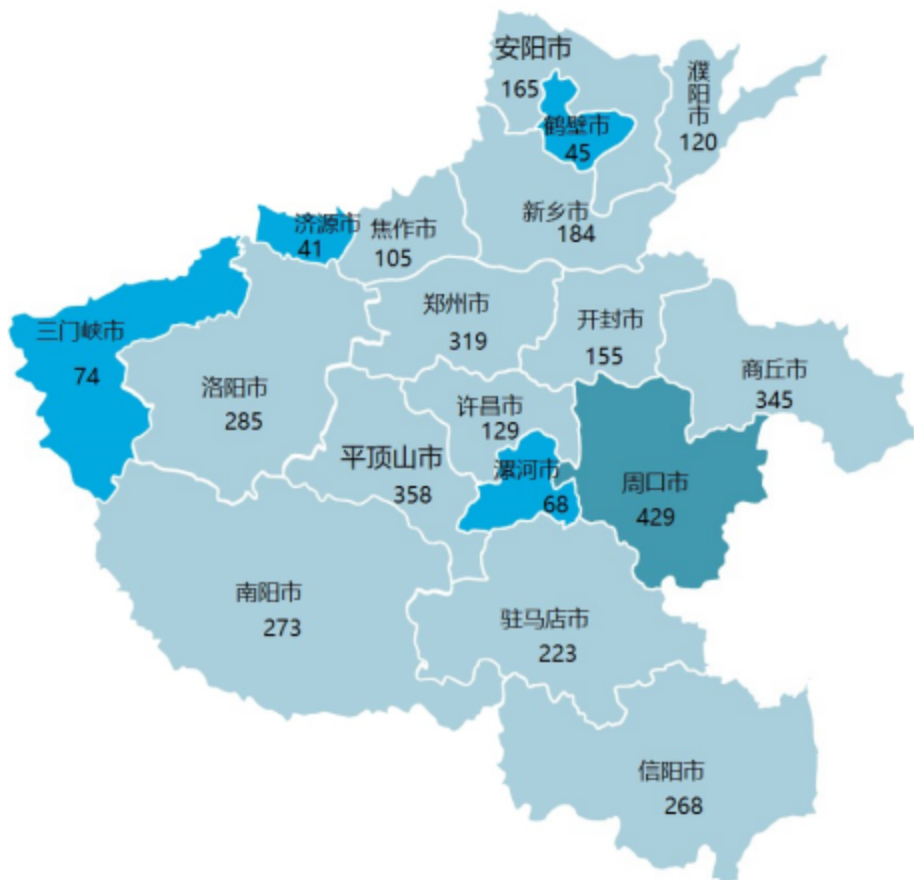 安阳市
165
濮阳市
120
鹤壁市
45
新乡市
184
济源市
41
焦作市
105
郑州市
319
开封市
155
三门峡市
74
洛阳市
285
商丘市
345
许昌市
129
平顶山市
358
漯河市
68
周口市
429
南阳市
273
驻马店市
223
信阳市
268